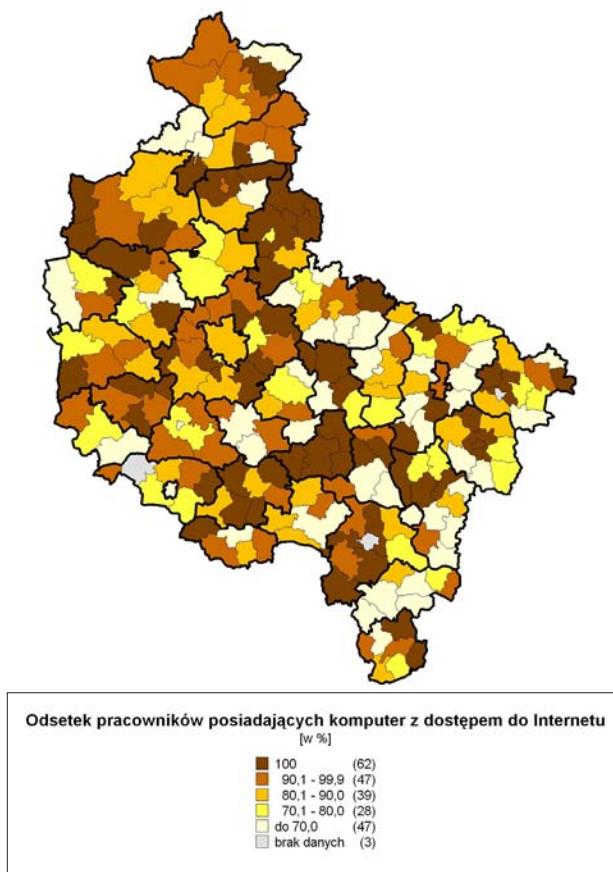 Odsetek pracowników posiadających komputer z dostępem do Internetu
[w %]
100 (62)
90,1 - 99,9 (47)
80,1 - 90,0 (39)
70,1 - 80,0 (28)
do 70,0 (47)
brak danych (3)